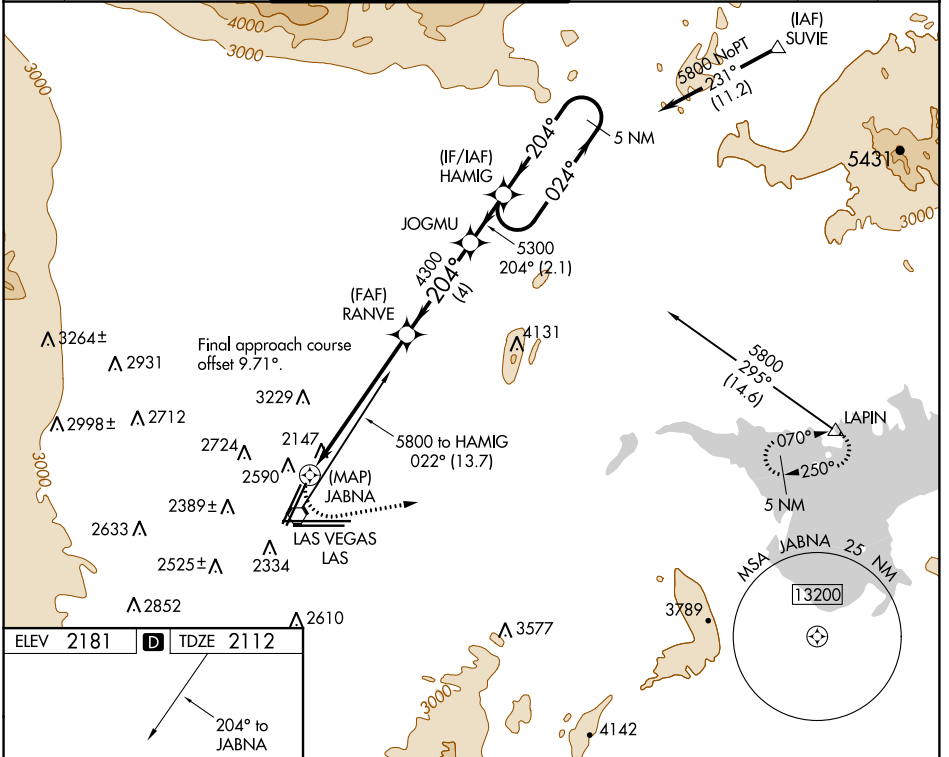 4000
3000
3000
(IAF)
SUVIE
5800 NoPT
231°
(11.2)
5431
3000
204°
5 NM
024°
(IF/IAF)
HAMIG
JOGMU
5300
204° (2.1)
4300
204°
(4)
(FAF)
RANVE
4131
Final approach course
offset 9.71°.
3264±
2931
3229
2998±
2712
2724
2147
2590
5800 to HAMIG
022° (13.7)
(MAP)
JABNA
5800
295°
(14.6)
LAPIN
070°
250°
5 NM
3000
2389±
2633
LAS VEGAS
LAS
2525±
2334
2852
2610
MSA JABNA 25 NM
13200
3789
3577
3000
4142
ELEV 2181 D TDZE 2112
204° to
JABNA